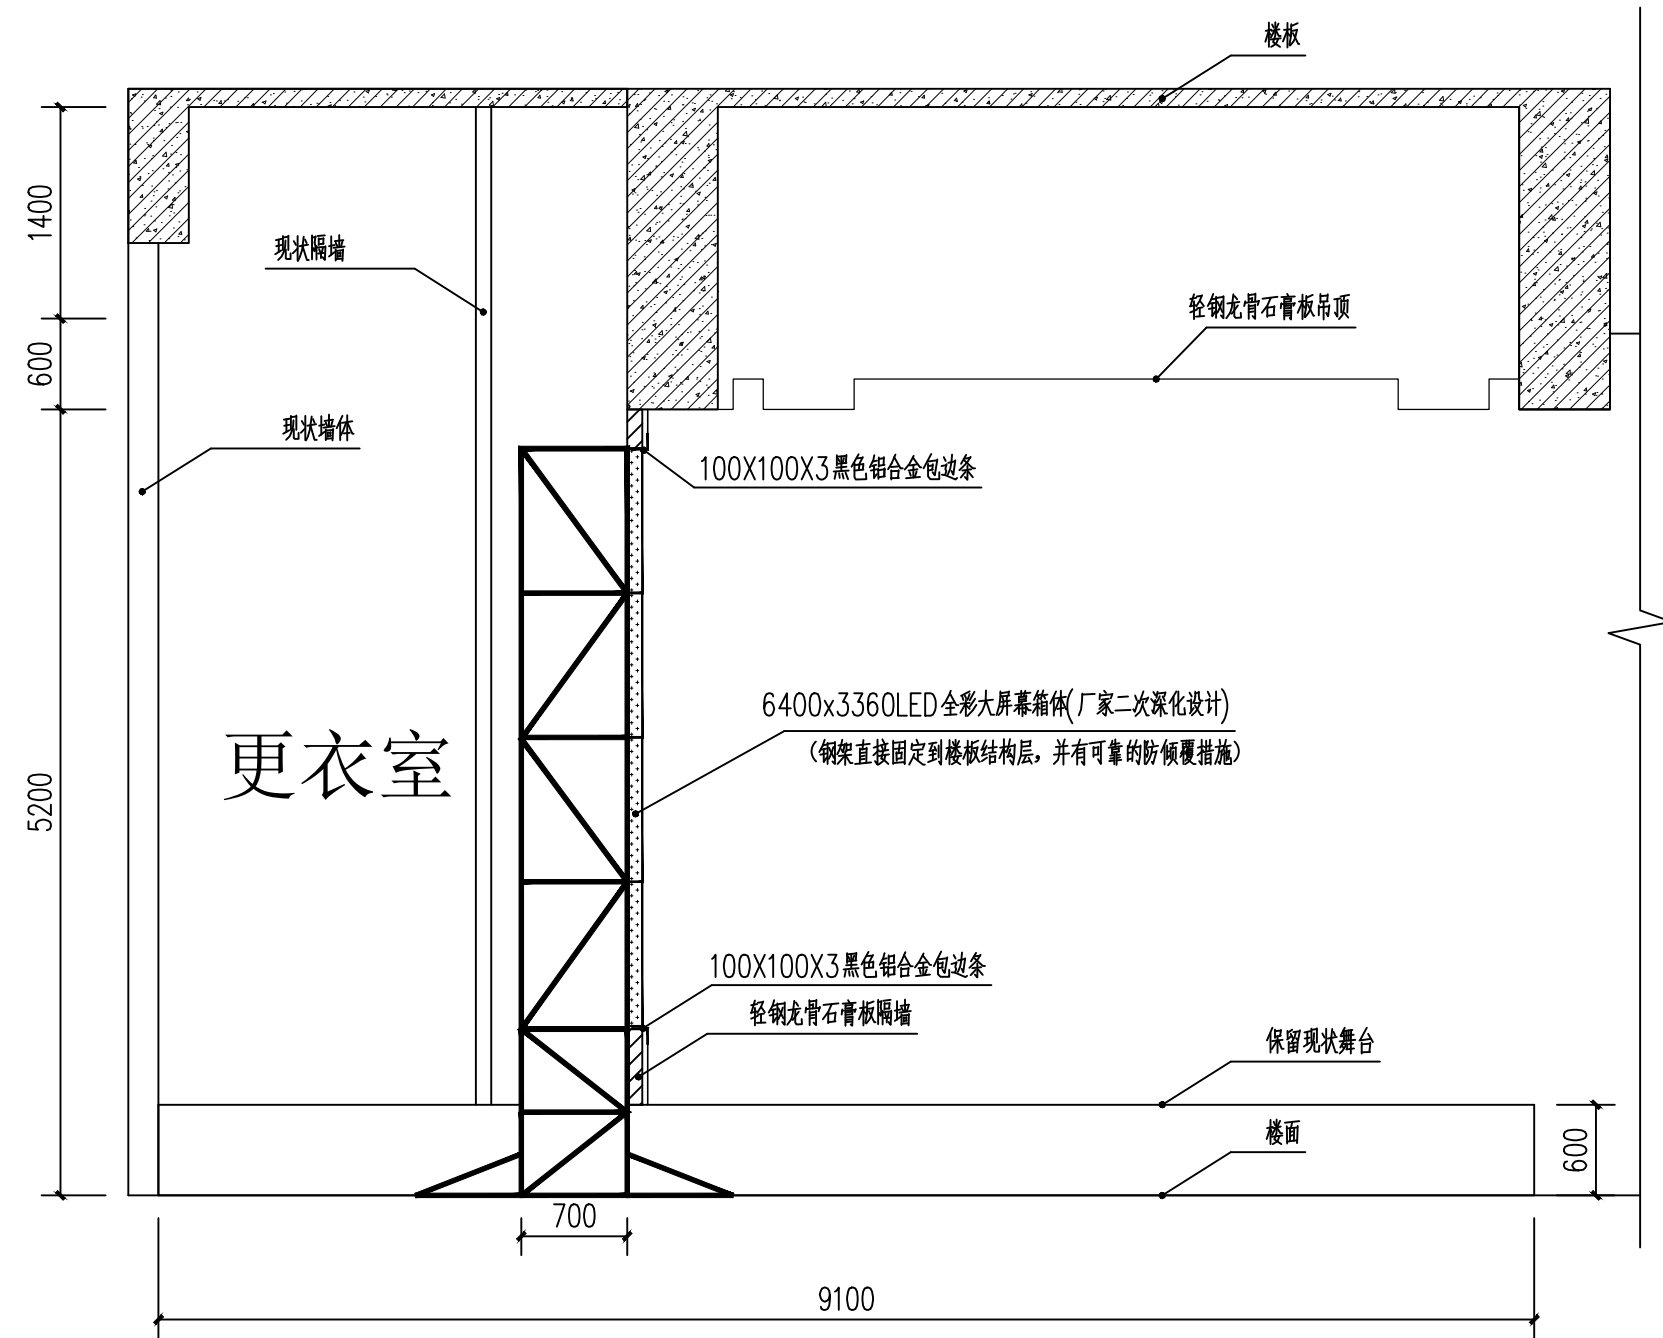 楼板
1400
现状隔墙
轻钢龙骨石膏板吊顶
600
现状墙体
100X100X3黑色铝合金包边条
6400x3360LED全彩大屏幕箱体(厂家二次深化设计)
(钢架直接固定到楼板结构层，并有可靠的防倾覆措施)
更衣室
5200
100X100X3黑色铝合金包边条
轻钢龙骨石膏板隔墙
保留现状舞台
楼面
600
700
9100